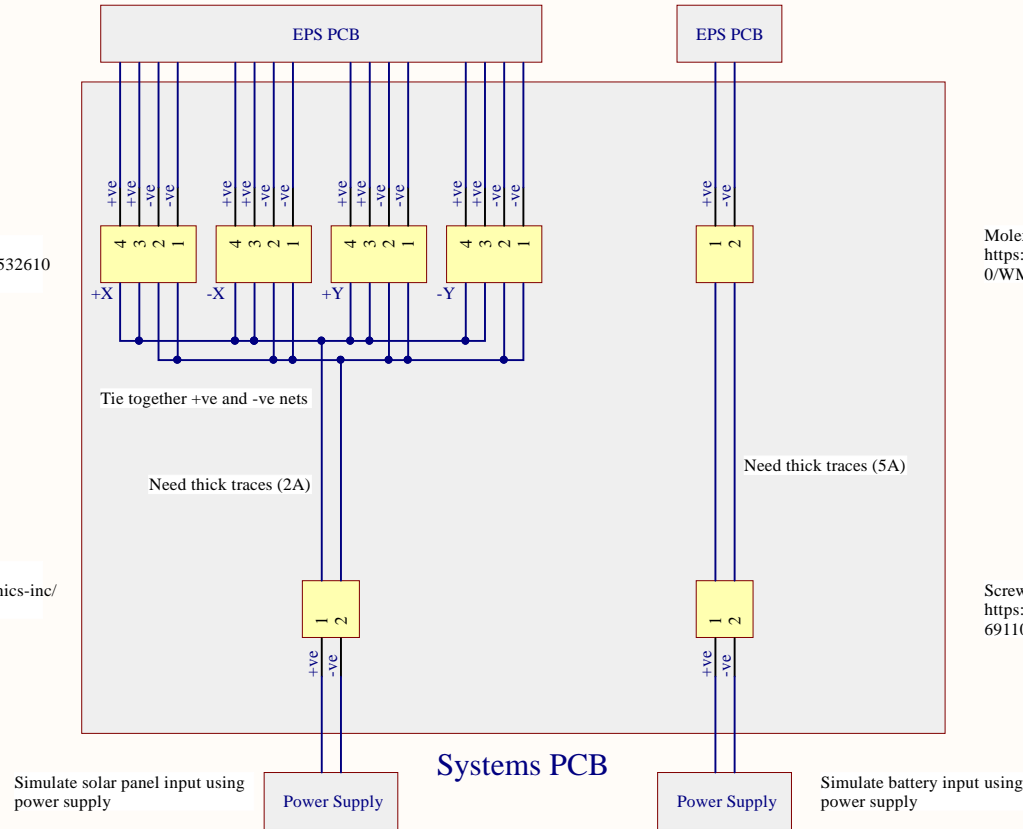 EPS PCB
EPS PCB
+ve +ve -ve -ve +ve +ve -ve -ve +ve +ve -ve -ve +ve +ve -ve -ve +ve -ve
4 3 2 1 4 3 2 1 4 3 2 1 4 3 2 1 1 2
+X -X +Y -Y
532610
Molex
https:
0/WM
Tie together +ve and -ve nets
Need thick traces (2A)
Need thick traces (5A)
nics-inc/
Screw
https:
69110
1 2 1 2
+ve -ve +ve -ve
Systems PCB
Simulate solar panel input using
power supply
Power Supply
Power Supply
Simulate battery input using
power supply